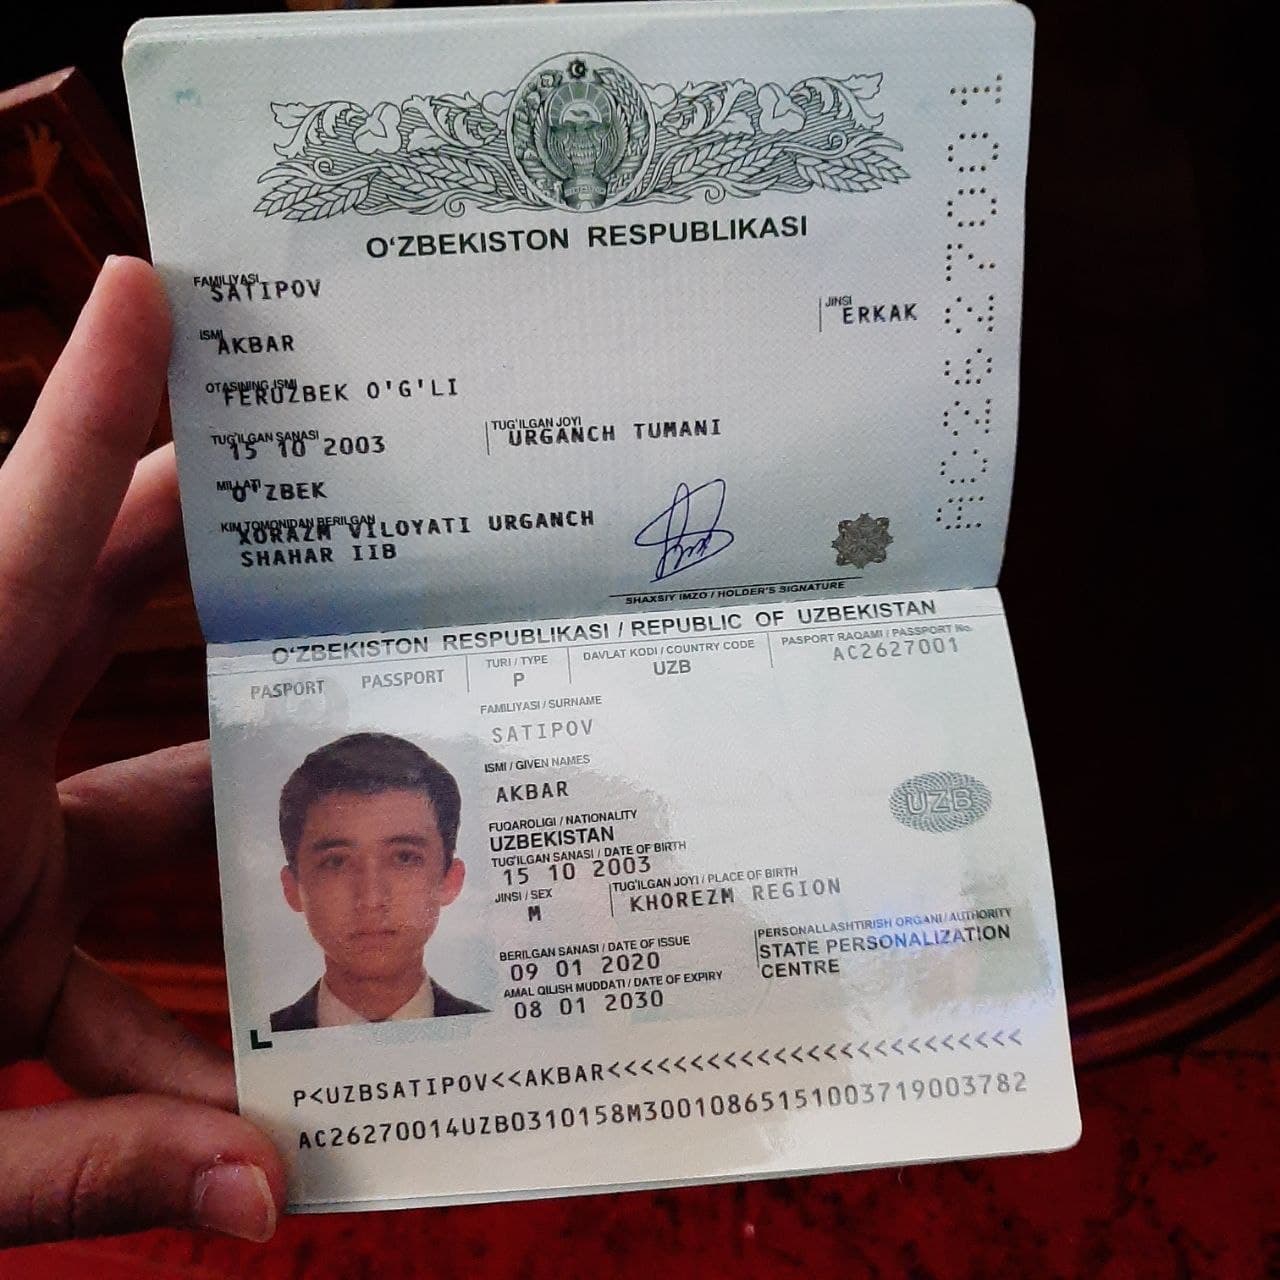 O'ZBEKISTON RESPUBLIKASI
FAMILIYASI
SATIPOV
JINSI
ERKAK
ISMI
AKBAR
OTASINING ISMI
FERUZBEK O'G'LI
TUG'ILGAN SANASI
15 10 2003
TUG'ILGAN JOYI
URGANCH TUMANI
MILLATI
O'ZBEK
KIM TOMONIDAN BERILGAN
XORAZM VILOYATI URGANCH
SHAHAR IIB
SHAXSIY IMZO / HOLDER'S SIGNATURE
AC2627001
O'ZBEKISTON RESPUBLIKASI / REPUBLIC OF UZBEKISTAN
PASPORT PASSPORT
TURI / TYPE
P
DAVLAT KODI / COUNTRY CODE
UZB
PASPORT RAQAMI / PASSPORT No.
AC2627001
FAMILIYASI / SURNAME
SATIPOV
ISMI / GIVEN NAMES
AKBAR
FUQAROLIGI / NATIONALITY
UZBEKISTAN
TUG'ILGAN SANASI / DATE OF BIRTH
15 10 2003
JINSI / SEX
M
TUG'ILGAN JOYI / PLACE OF BIRTH
KHOREZM REGION
BERILGAN SANASI / DATE OF ISSUE
09 01 2020
PERSONALLASHTIRISH ORGANI / AUTHORITY
STATE PERSONALIZATION
CENTRE
AMAL QILISH MUDDATI / DATE OF EXPIRY
08 01 2030
UZB
P<UZBSATIPOV<<AKBAR<<<<<<<<<<<<<<<<<<<<<<<<<
AC26270014UZB0310158M30010865151003719003782